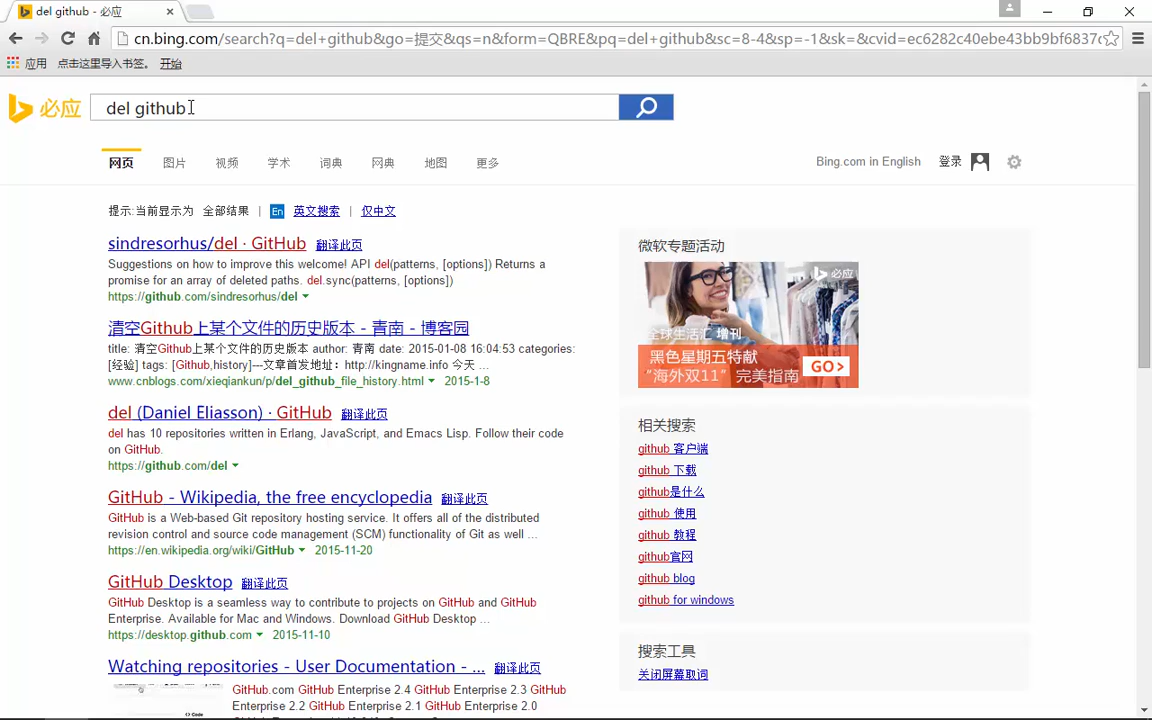 del github - 必应
cn.bing.com/search?q=del+github&go=提交&qs=n&form=QBRE&pq=del+github&sc=8-4&sp=-1&sk=&cvid=ec6282c40ebe43bb9bf6837
应用 点击这里导入书签。 开始
必应 del github
网页 图片 视频 学术 词典 网典 地图 更多 Bing.com in English 登录
提示:当前显示为 全部结果 | En 英文搜索 | 仅中文
sindresorhus/del · GitHub 翻译此页
Suggestions on how to improve this welcome! API del(patterns, [options]) Returns a
promise for an array of deleted paths. del.sync(patterns, [options])
https://github.com/sindresorhus/del
清空Github上某个文件的历史版本 - 青南 - 博客园
title: 清空Github上某个文件的历史版本 author: 青南 date: 2015-01-08 16:04:53 categories:
[经验] tags: [Github,history]---文章首发地址：http://kingname.info 今天 ...
www.cnblogs.com/xieqiankun/p/del_github_file_history.html 2015-1-8
del (Daniel Eliasson) · GitHub 翻译此页
del has 10 repositories written in Erlang, JavaScript, and Emacs Lisp. Follow their code
on GitHub.
https://github.com/del
GitHub - Wikipedia, the free encyclopedia 翻译此页
GitHub is a Web-based Git repository hosting service. It offers all of the distributed
revision control and source code management (SCM) functionality of Git as well ...
https://en.wikipedia.org/wiki/GitHub 2015-11-20
GitHub Desktop 翻译此页
GitHub Desktop is a seamless way to contribute to projects on GitHub and GitHub
Enterprise. Available for Mac and Windows. Download GitHub Desktop ...
https://desktop.github.com 2015-11-10
Watching repositories - User Documentation - ... 翻译此页
GitHub.com GitHub Enterprise 2.4 GitHub Enterprise 2.3 GitHub
Enterprise 2.2 GitHub Enterprise 2.1 GitHub Enterprise 2.0
<> Code
微软专题活动
必应
全球生活汇 增刊
黑色星期五特献
“海外双11”完美指南 GO>
相关搜索
github 客户端
github 下载
github是什么
github 使用
github 教程
github官网
github blog
github for windows
搜索工具
关闭屏幕取词